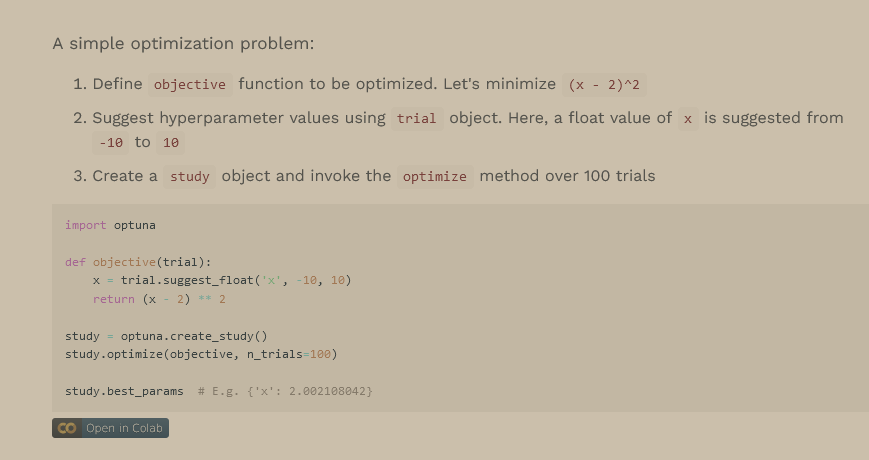 A simple optimization problem:
1. Define objective function to be optimized. Let's minimize (x - 2)^2
2. Suggest hyperparameter values using trial object. Here, a float value of x is suggested from
-10 to 10
3. Create a study object and invoke the optimize method over 100 trials
import optuna
def objective(trial):
    x = trial.suggest_float('x', -10, 10)
    return (x - 2) ** 2
study = optuna.create_study()
study.optimize(objective, n_trials=100)
study.best_params  # E.g. {'x': 2.002108042}
Open in Colab